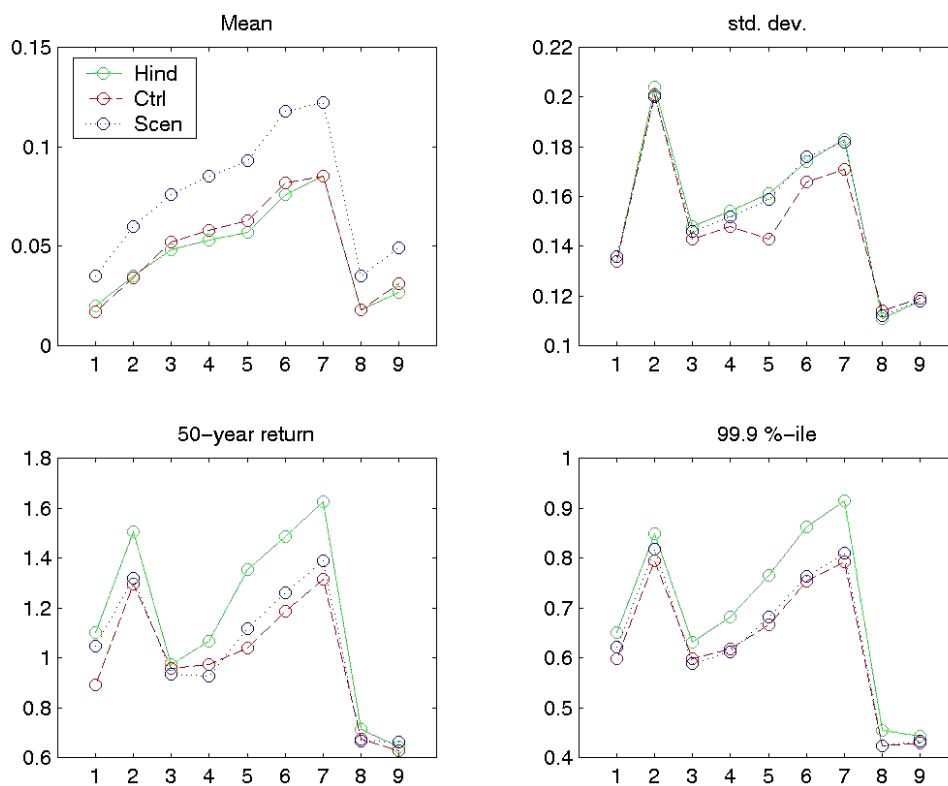 Mean
0.15
0.1
0.05
0
1 2 3 4 5 6 7 8 9
Hind
Ctrl
Scen
std. dev.
0.22
0.2
0.18
0.16
0.14
0.12
0.1
1 2 3 4 5 6 7 8 9
50-year return
1.8
1.6
1.4
1.2
1
0.8
0.6
1 2 3 4 5 6 7 8 9
99.9 %-ile
1
0.9
0.8
0.7
0.6
0.5
0.4
1 2 3 4 5 6 7 8 9